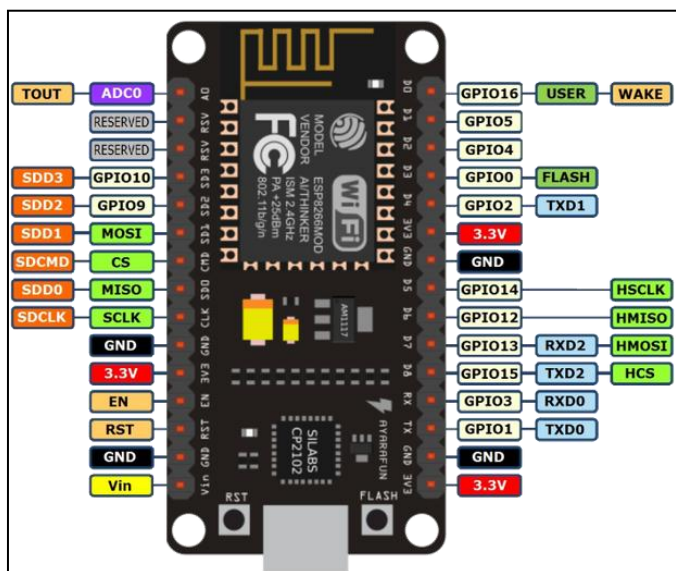 TOUT ADC0 A0 D0 GPIO16 USER WAKE
RESERVED RSV D1 GPIO5
RESERVED RSV D2 GPIO4
SDD3 GPIO10 SD3 D3 GPIO0 FLASH
SDD2 GPIO9 SD2 D4 GPIO2 TXD1
SDD1 MOSI SD1 3V3 3.3V
SDCMD CS CMD GND GND
SDD0 MISO SD0 D5 GPIO14 HSCLK
SDCLK SCLK CLK D6 GPIO12 HMISO
GND GND D7 GPIO13 RXD2 HMOSI
3.3V 3V3 D8 GPIO15 TXD2 HCS
EN EN RX GPIO3 RXD0
RST RST TX GPIO1 TXD0
GND GND GND GND
Vin Vin 3V3 3.3V
MODEL
VENDOR
ESP8266MOD
AI/THINKER
ISM 2.4GHz
PA +25dBm
802.11b/g/n
FC
Wi Fi
AM1117
SILABS
CP2102
AYARAFUN
RST
FLASH